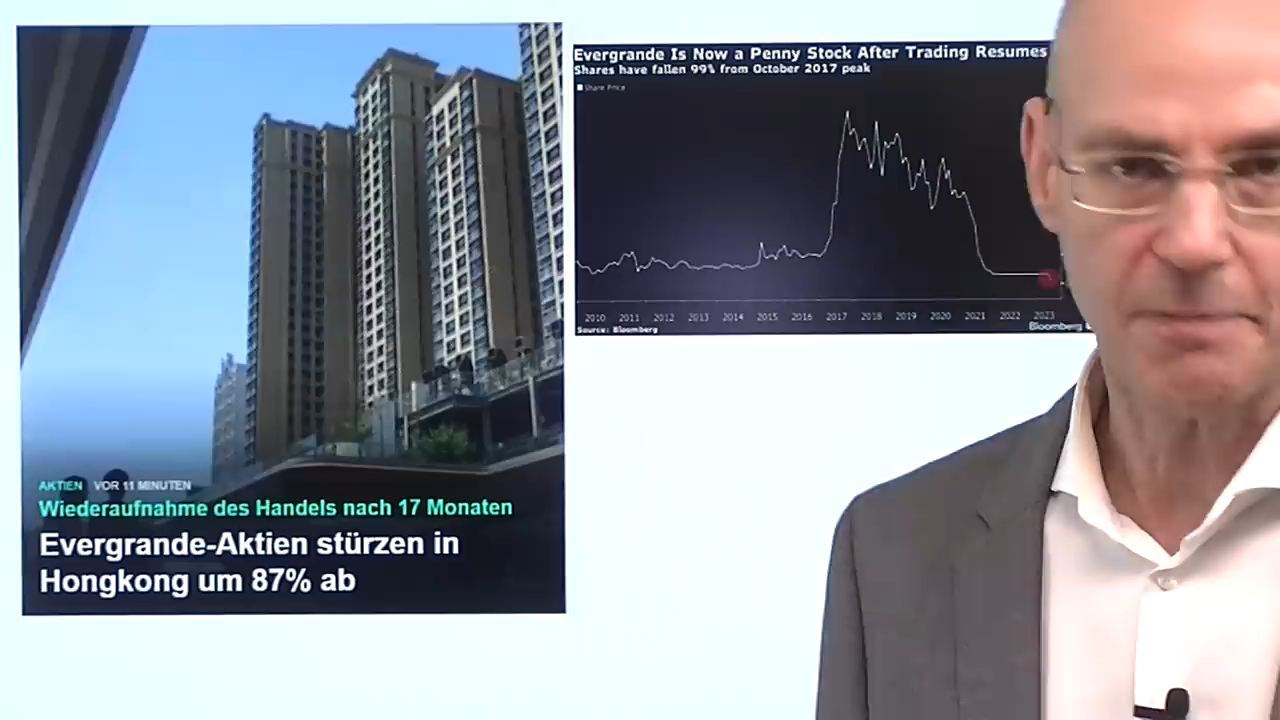 AKTIEN VOR 11 MINUTEN
Wiederaufnahme des Handels nach 17 Monaten
Evergrande-Aktien stürzen in
Hongkong um 87% ab
Evergrande Is Now a Penny Stock After Trading Resumes
Shares have fallen 99% from October 2017 peak
Share Price
2010 2011 2012 2013 2014 2015 2016 2017 2018 2019 2020 2021 2022 2023
Source: Bloomberg
Bloomberg